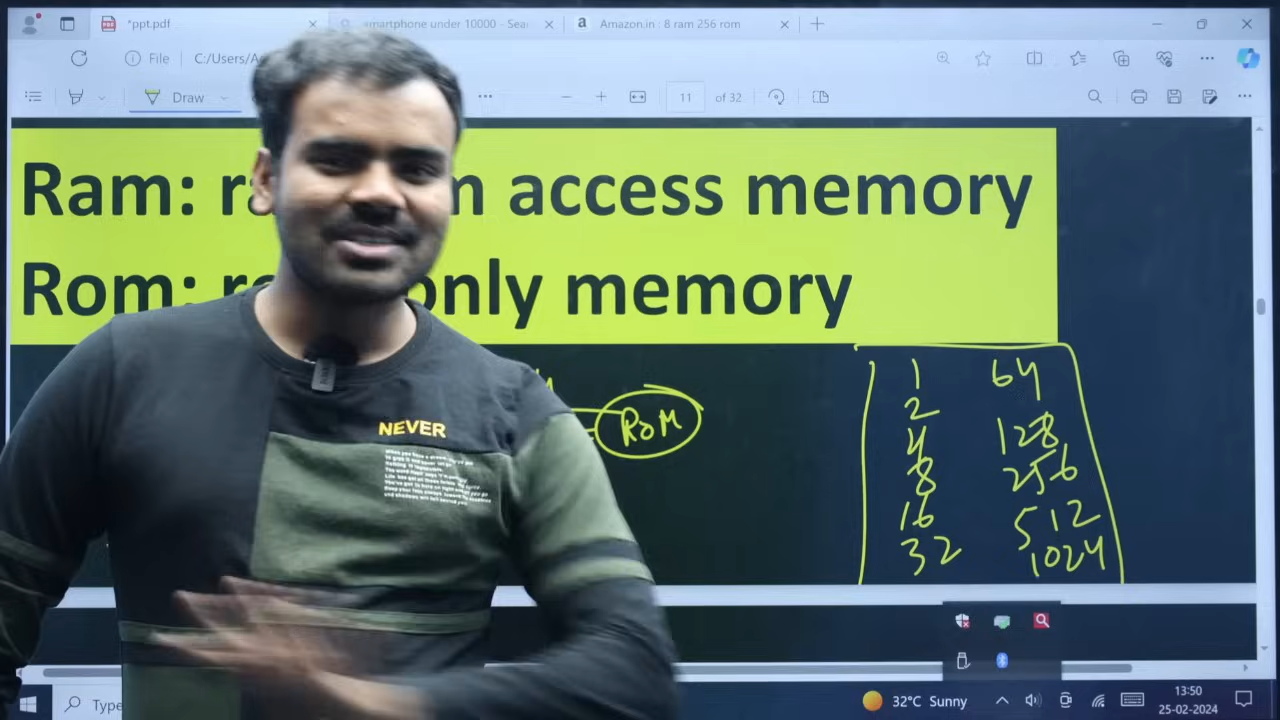 *ppt.pdf
smartphone under 10000 - Sea
a Amazon.in : 8 ram 256 rom
File C:/Users/A
Draw
11 of 32
Ram: ra m access memory
Rom: re only memory
ROM
1 64
2 128
4 256
8 512
16 1024
32
NEVER
Type
32°C Sunny
13:50
25-02-2024